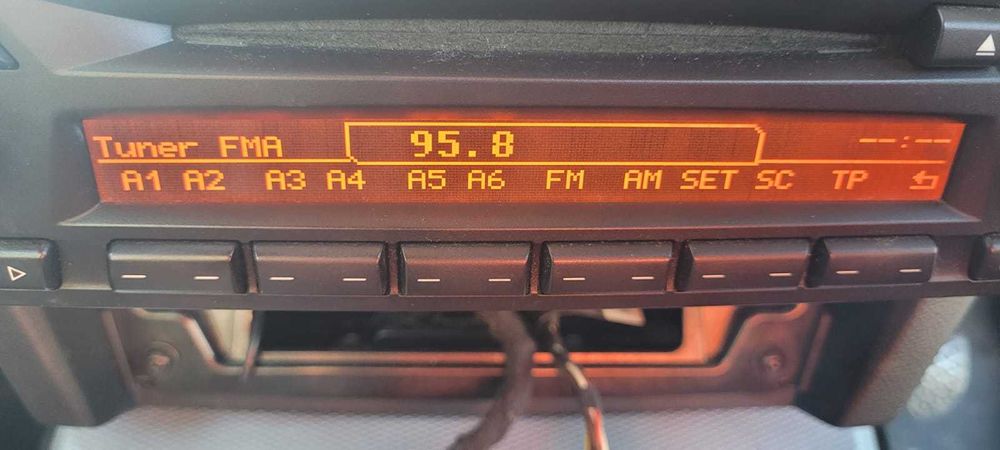 Tuner FMA 95.8 --:--
A1 A2 A3 A4 A5 A6 FM AM SET SC TP